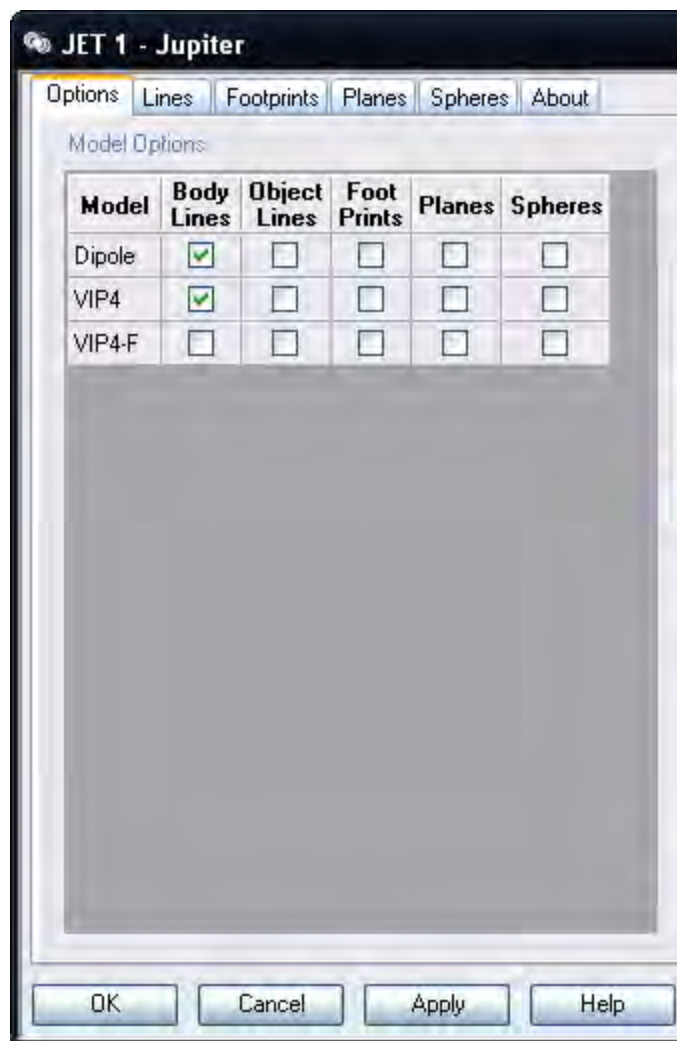 JET 1 - Jupiter
Options Lines Footprints Planes Spheres About
Model Options
Model Body Lines Object Lines Foot Prints Planes Spheres
Dipole
VIP4
VIP4-F
OK Cancel Apply Help